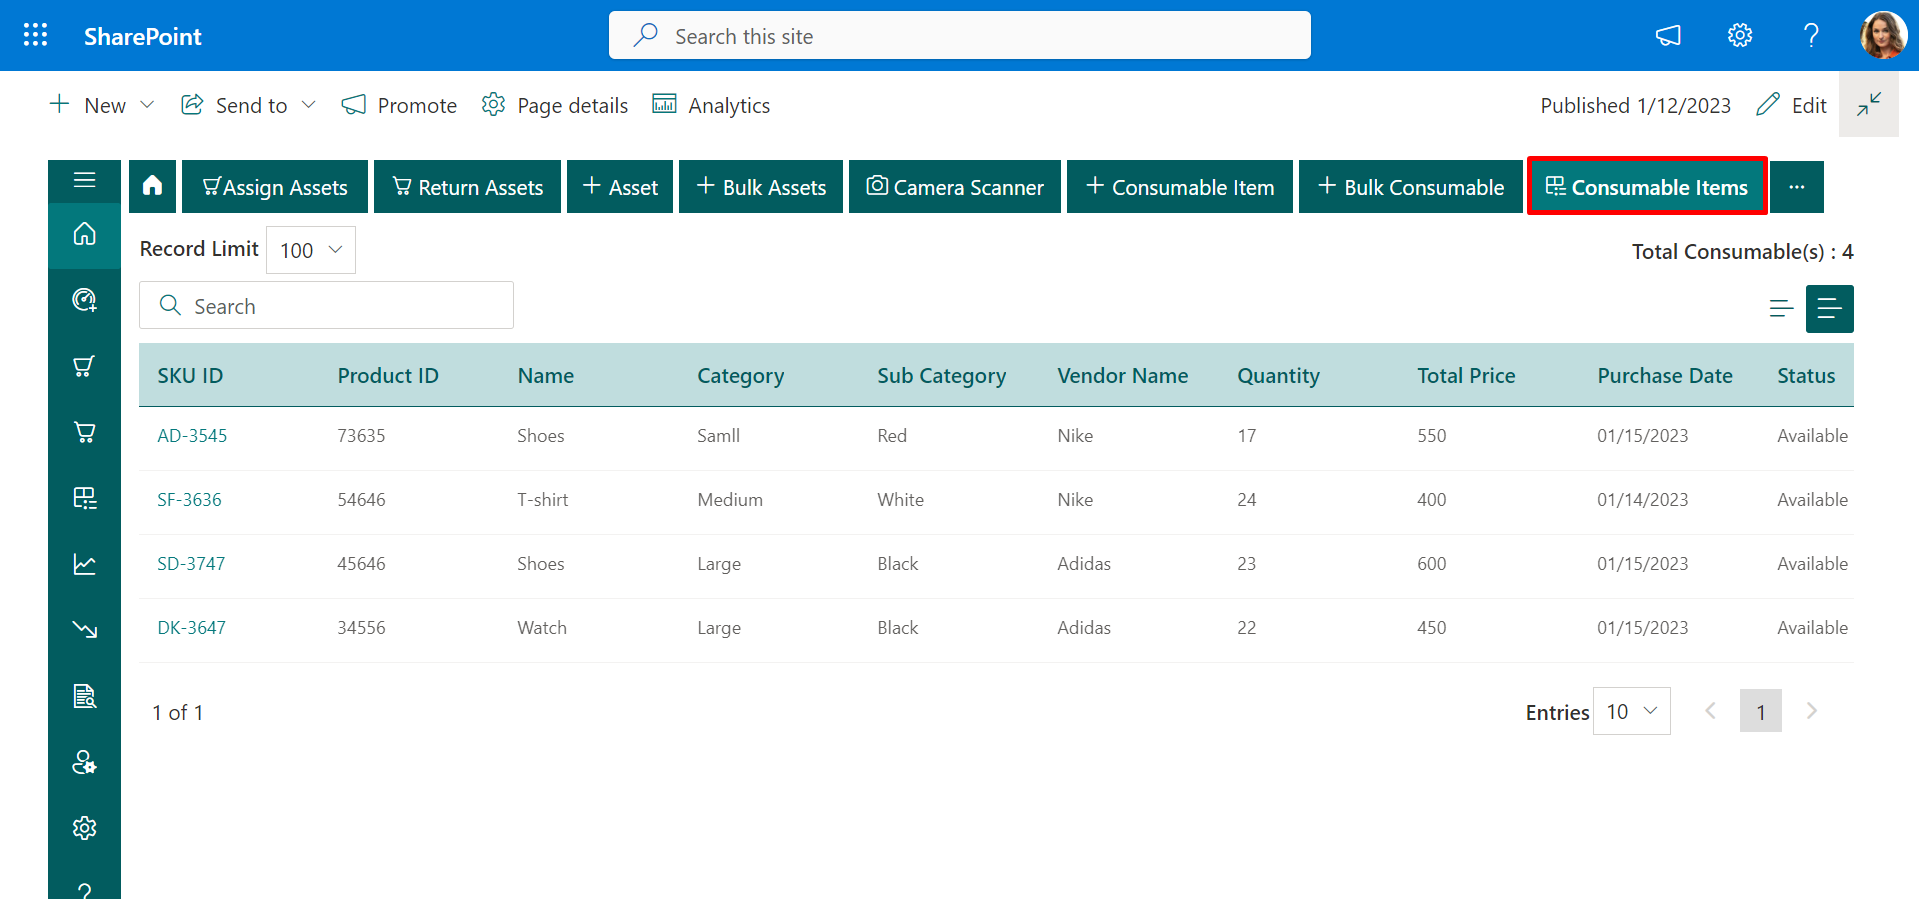 SharePoint Search this site
New Send to Promote Page details Analytics Published 1/12/2023 Edit
Assign Assets Return Assets + Asset + Bulk Assets Camera Scanner + Consumable Item + Bulk Consumable Consumable Items ...
Record Limit 100 Total Consumable(s) : 4
Search
SKU ID Product ID Name Category Sub Category Vendor Name Quantity Total Price Purchase Date Status
AD-3545 73635 Shoes Samll Red Nike 17 550 01/15/2023 Available
SF-3636 54646 T-shirt Medium White Nike 24 400 01/14/2023 Available
SD-3747 45646 Shoes Large Black Adidas 23 600 01/15/2023 Available
DK-3647 34556 Watch Large Black Adidas 22 450 01/15/2023 Available
1 of 1 Entries 10 1